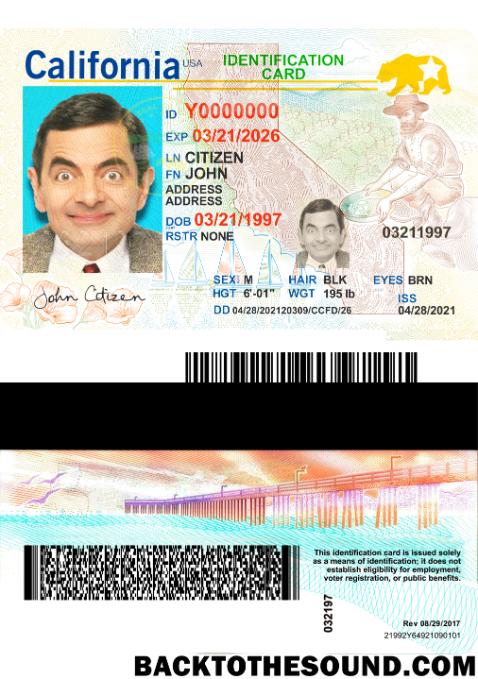 California USA
IDENTIFICATION
CARD
ID Y0000000
EXP 03/21/2026
LN CITIZEN
FN JOHN
ADDRESS
ADDRESS
DOB 03/21/1997
RSTR NONE
03211997
John Citizen
SEX: M HAIR BLK EYES BRN
HGT 6'-01" WGT 195 lb ISS
DD 04/28/202120309/CCFD/26 04/28/2021
This identification card is issued solely
as a means of identification; it does not
establish eligibility for employment,
voter registration, or public benefits.
032197
Rev 08/29/2017
21992Y64921090101
BACKTOTHESOUND.COM